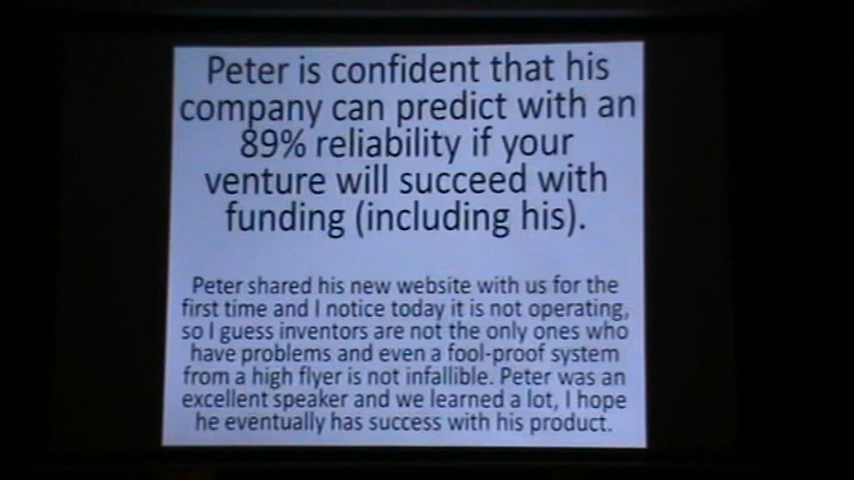 Peter is confident that his
company can predict with an
89% reliability if your
venture will succeed with
funding (including his).
Peter shared his new website with us for the
first time and I notice today it is not operating,
so I guess inventors are not the only ones who
have problems and even a fool-proof system
from a high flyer is not infallible. Peter was an
excellent speaker and we learned a lot, I hope
he eventually has success with his product.